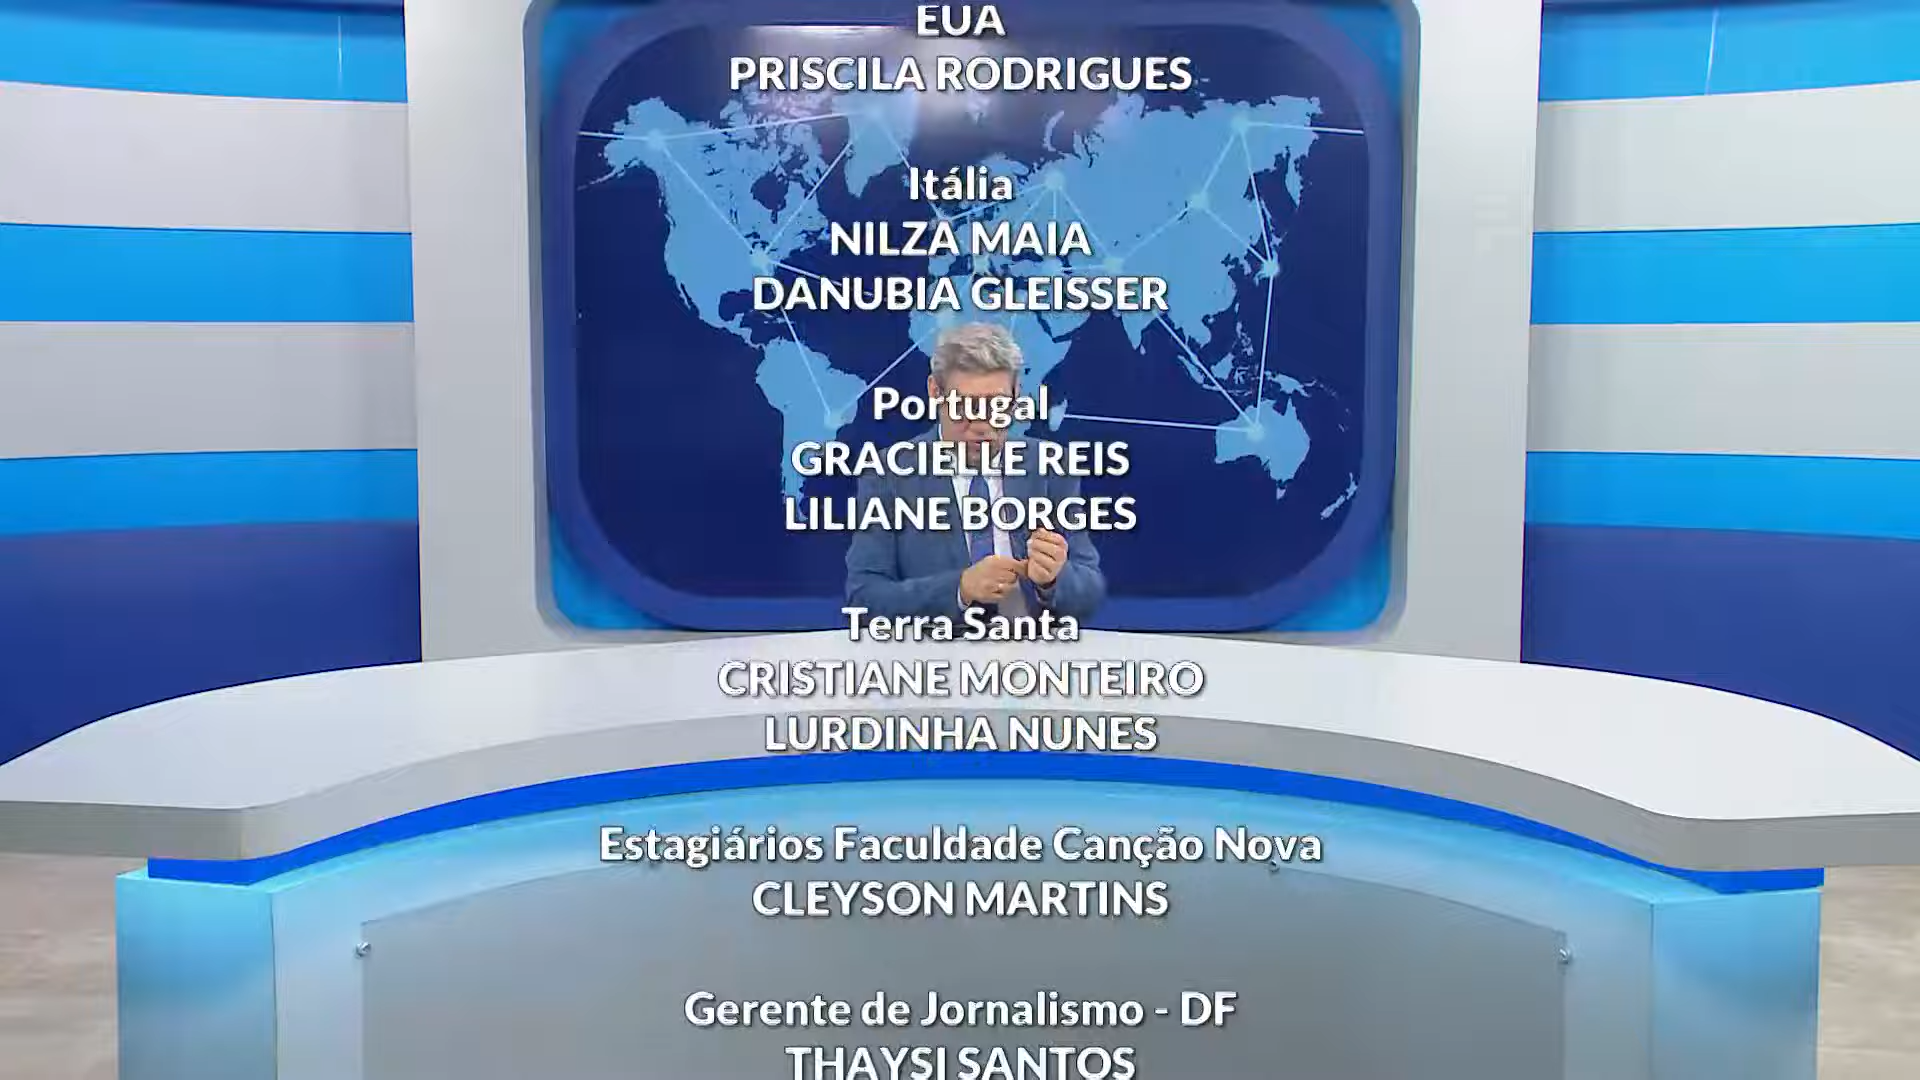 EUA
PRISCILA RODRIGUES
Itália
NILZA MAIA
DANUBIA GLEISSER
Portugal
GRACIELLE REIS
LILIANE BORGES
Terra Santa
CRISTIANE MONTEIRO
LURDINHA NUNES
Estagiários Faculdade Canção Nova
CLEYSON MARTINS
Gerente de Jornalismo - DF
THAYSI SANTOS